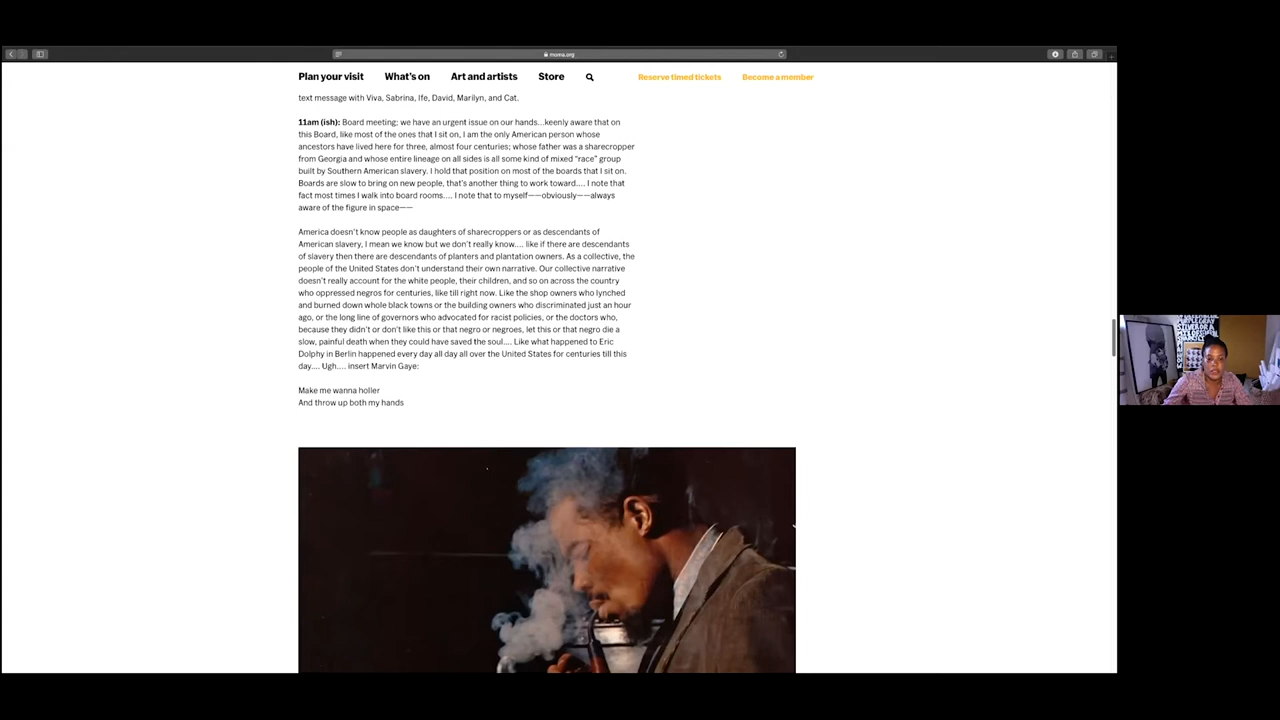 moma.org
Plan your visit What's on Art and artists Store Reserve timed tickets Become a member
text message with Viva, Sabrina, Ife, David, Marilyn, and Cat.
11am (ish): Board meeting; we have an urgent issue on our hands...keenly aware that on
this Board, like most of the ones that I sit on, I am the only American person whose
ancestors have lived here for three, almost four centuries; whose father was a sharecropper
from Georgia and whose entire lineage on all sides is all some kind of mixed “race” group
built by Southern American slavery. I hold that position on most of the boards that I sit on.
Boards are slow to bring on new people, that's another thing to work toward.... I note that
fact most times I walk into board rooms.... I note that to myself——obviously——always
aware of the figure in space——
America doesn't know people as daughters of sharecroppers or as descendants of
American slavery, I mean we know but we don't really know.... like if there are descendants
of slavery then there are descendants of planters and plantation owners. As a collective, the
people of the United States don't understand their own narrative. Our collective narrative
doesn't really account for the white people, their children, and so on across the country
who oppressed negros for centuries, like till right now. Like the shop owners who lynched
and burned down whole black towns or the building owners who discriminated just an hour
ago, or the long line of governors who advocated for racist policies, or the doctors who,
because they didn't or don't like this or that negro or negroes, let this or that negro die a
slow, painful death when they could have saved the soul.... Like what happened to Eric
Dolphy in Berlin happened every day all day all over the United States for centuries till this
day.... Ugh.... insert Marvin Gaye:
Make me wanna holler
And throw up both my hands